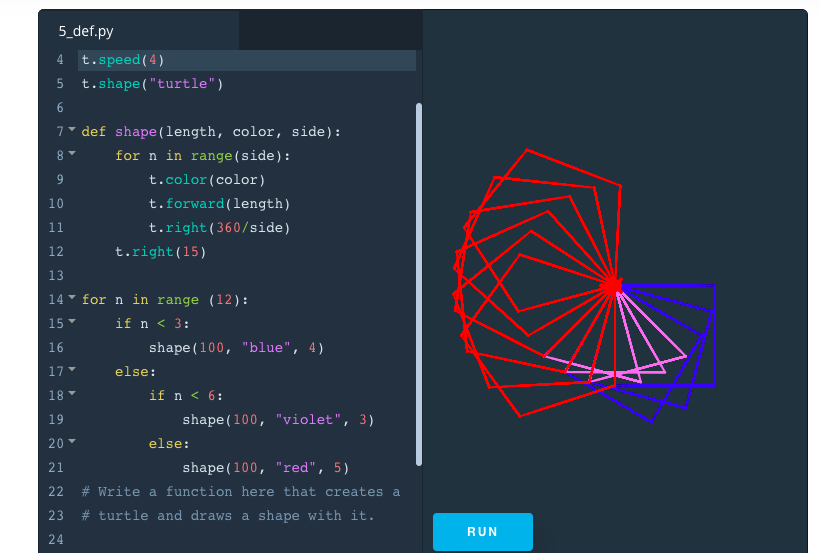 5_def.py
4 t.speed(4)
5 t.shape("turtle")
6
7 def shape(length, color, side):
8     for n in range(side):
9         t.color(color)
10         t.forward(length)
11         t.right(360/side)
12     t.right(15)
13
14 for n in range (12):
15     if n < 3:
16         shape(100, "blue", 4)
17     else:
18         if n < 6:
19             shape(100, "violet", 3)
20         else:
21             shape(100, "red", 5)
22 # Write a function here that creates a
23 # turtle and draws a shape with it.
24
RUN